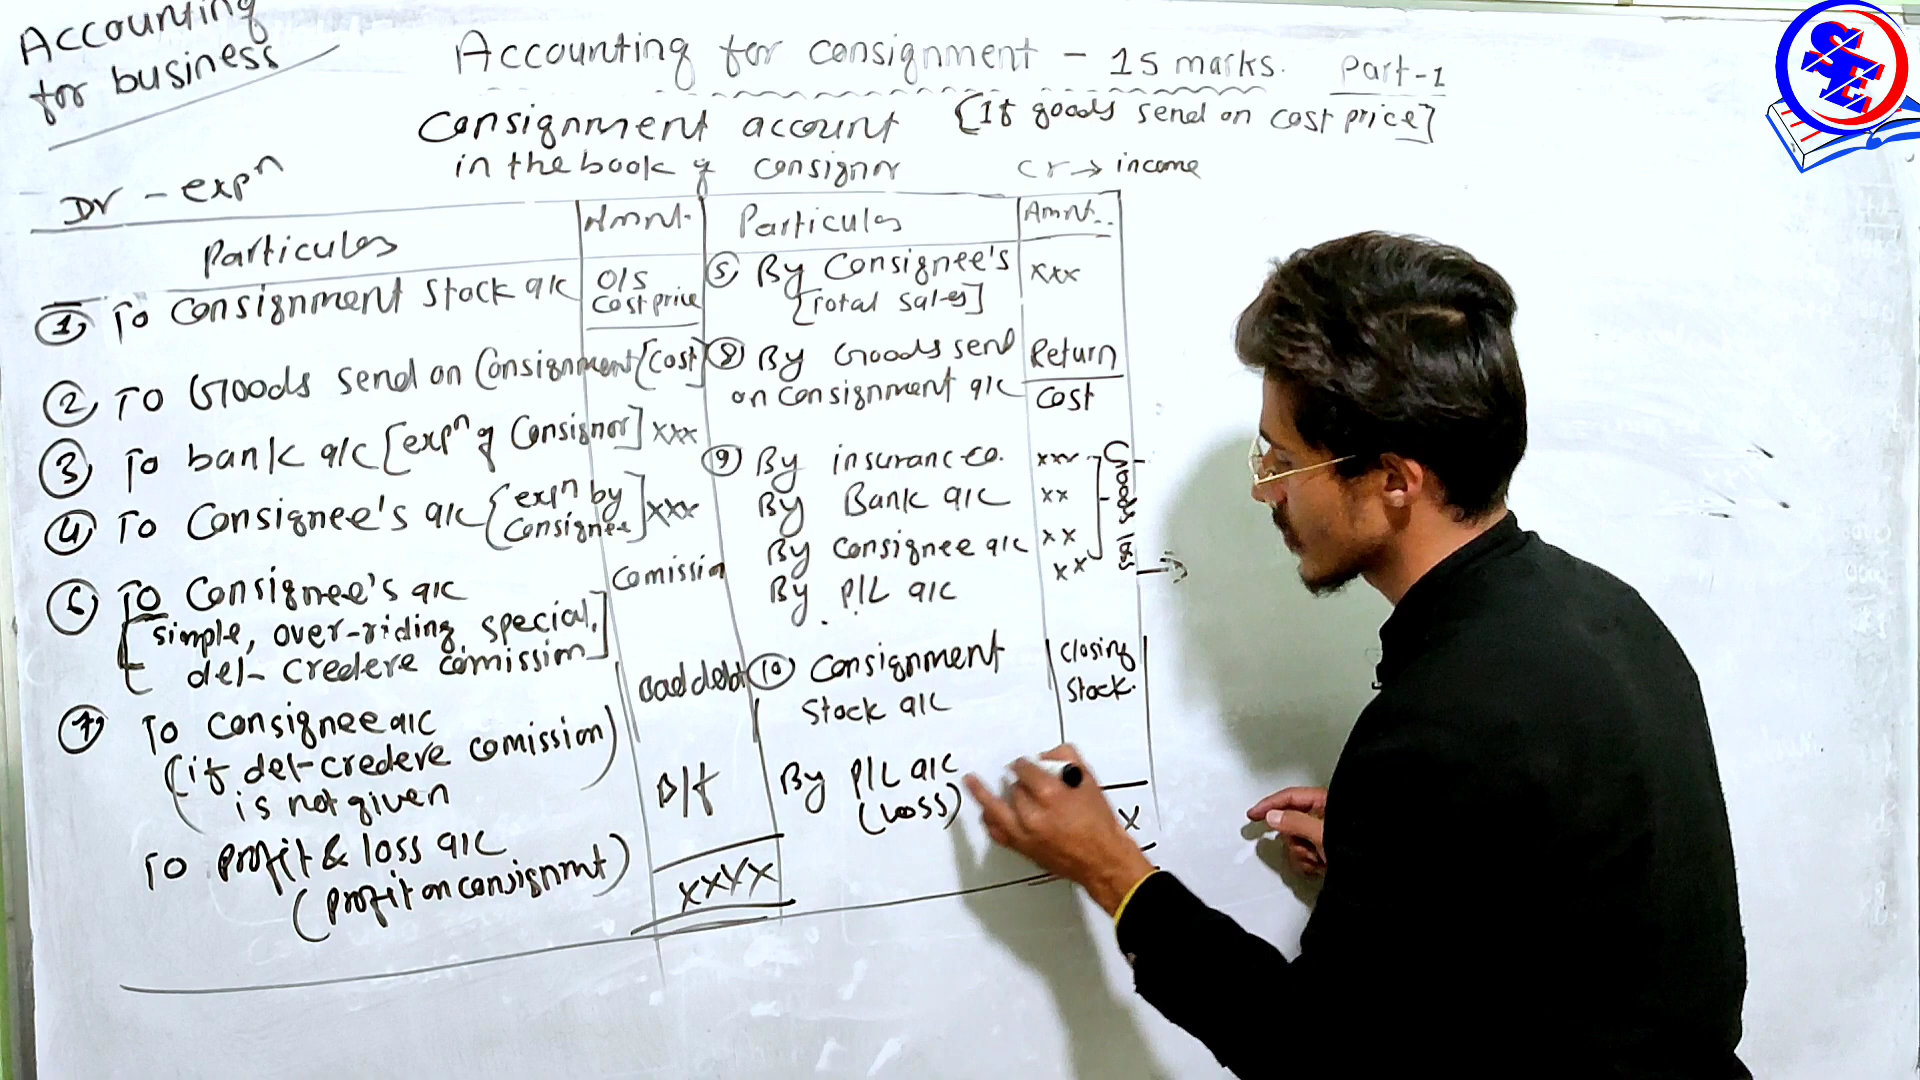 Accounting
for business
Accounting for consignment - 15 marks. Part-1
Consignment account [If goods send on cost price]
in the book of consignor cr → income
Dr - expn
Particulas Amnt.
① To Consignment Stock a/c O/S
cost price
② To Goods send on Consignment [cost]
③ To bank a/c [expn of Consignor] xxx
④ To Consignee's a/c [expn by
Consignee] xxx
⑥ To Consignee's a/c comission
[simple, over-riding, special,
del-credere comission]
⑦ To consignee a/c Bad debt
(if del-credere comission)
is not given
To profit & loss a/c B/f
(profit on consignmt)
xxxx
Particulas Amnt..
⑤ By Consignee's xxx
[Total sales]
⑧ By Goods send Return
on consignment a/c cost
⑨ By insuranceco. xxx
By Bank a/c xx
By Consignee a/c xx
By P/L a/c xx
Goods loss
⑩ Consignment closing
Stock a/c Stock.
By P/L a/c
(Loss)
x
SEL